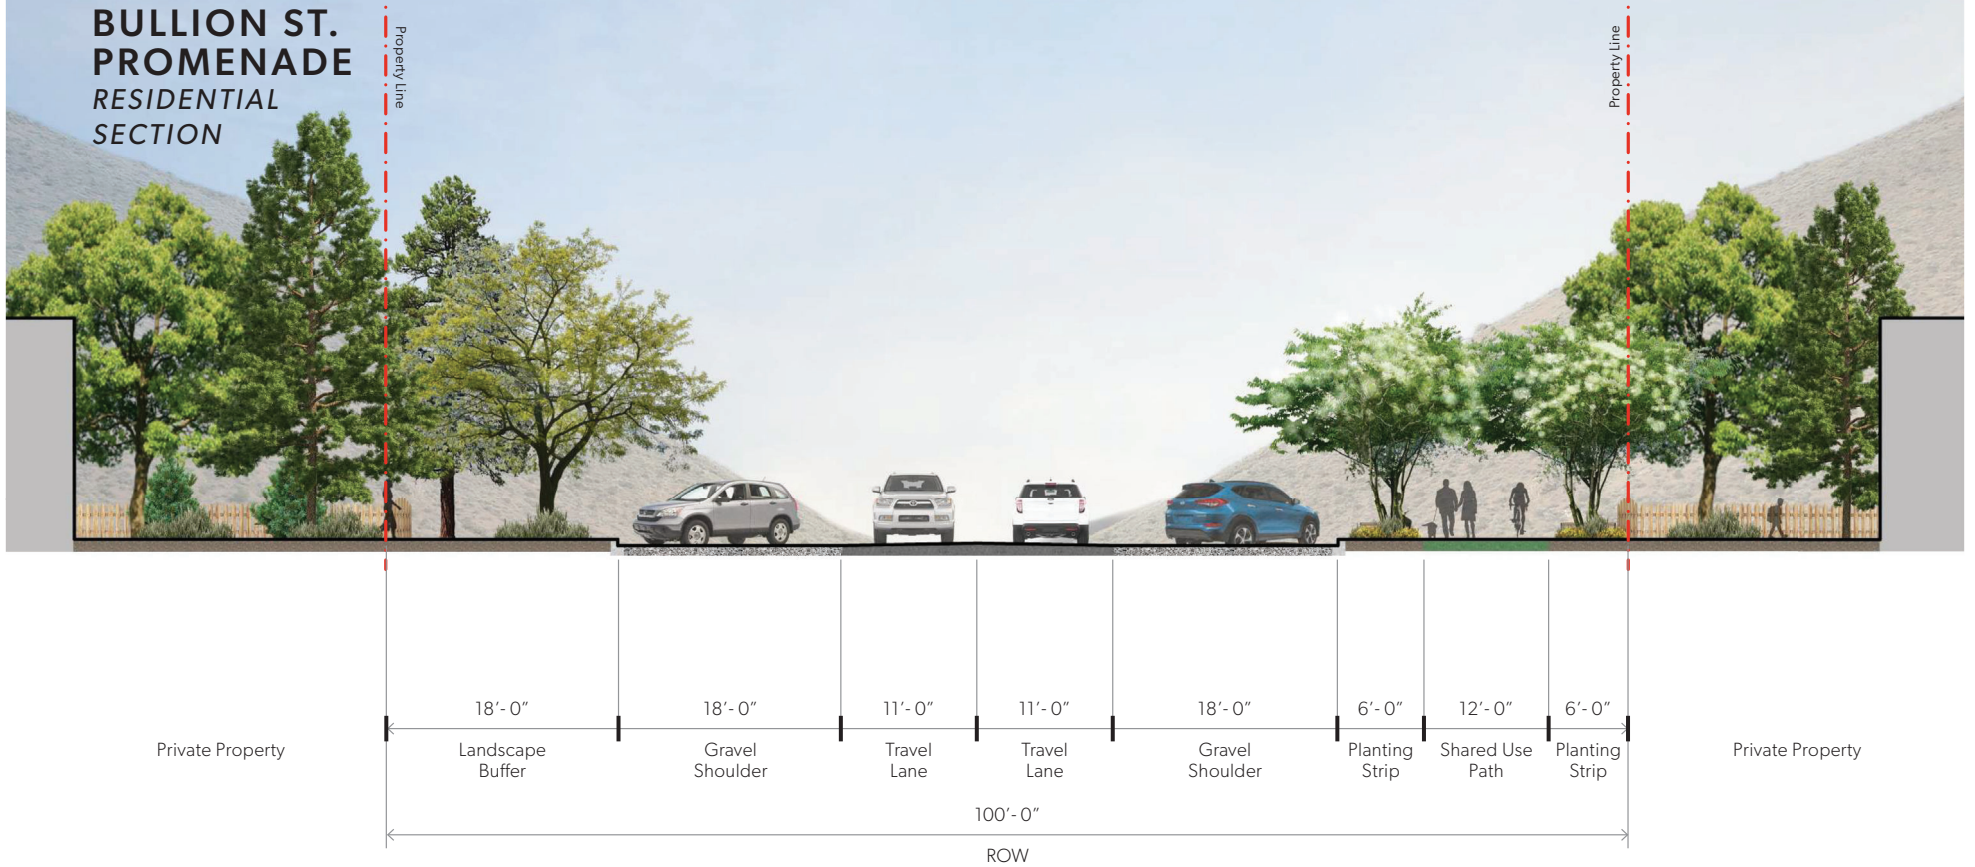 BULLION ST.
PROMENADE
RESIDENTIAL
SECTION
Property Line
Property Line
18'-0"
18'-0"
11'-0"
11'-0"
18'-0"
6'-0"
12'-0"
6'-0"
Private Property
Landscape
Buffer
Gravel
Shoulder
Travel
Lane
Travel
Lane
Gravel
Shoulder
Planting
Strip
Shared Use
Path
Planting
Strip
Private Property
100'-0"
ROW